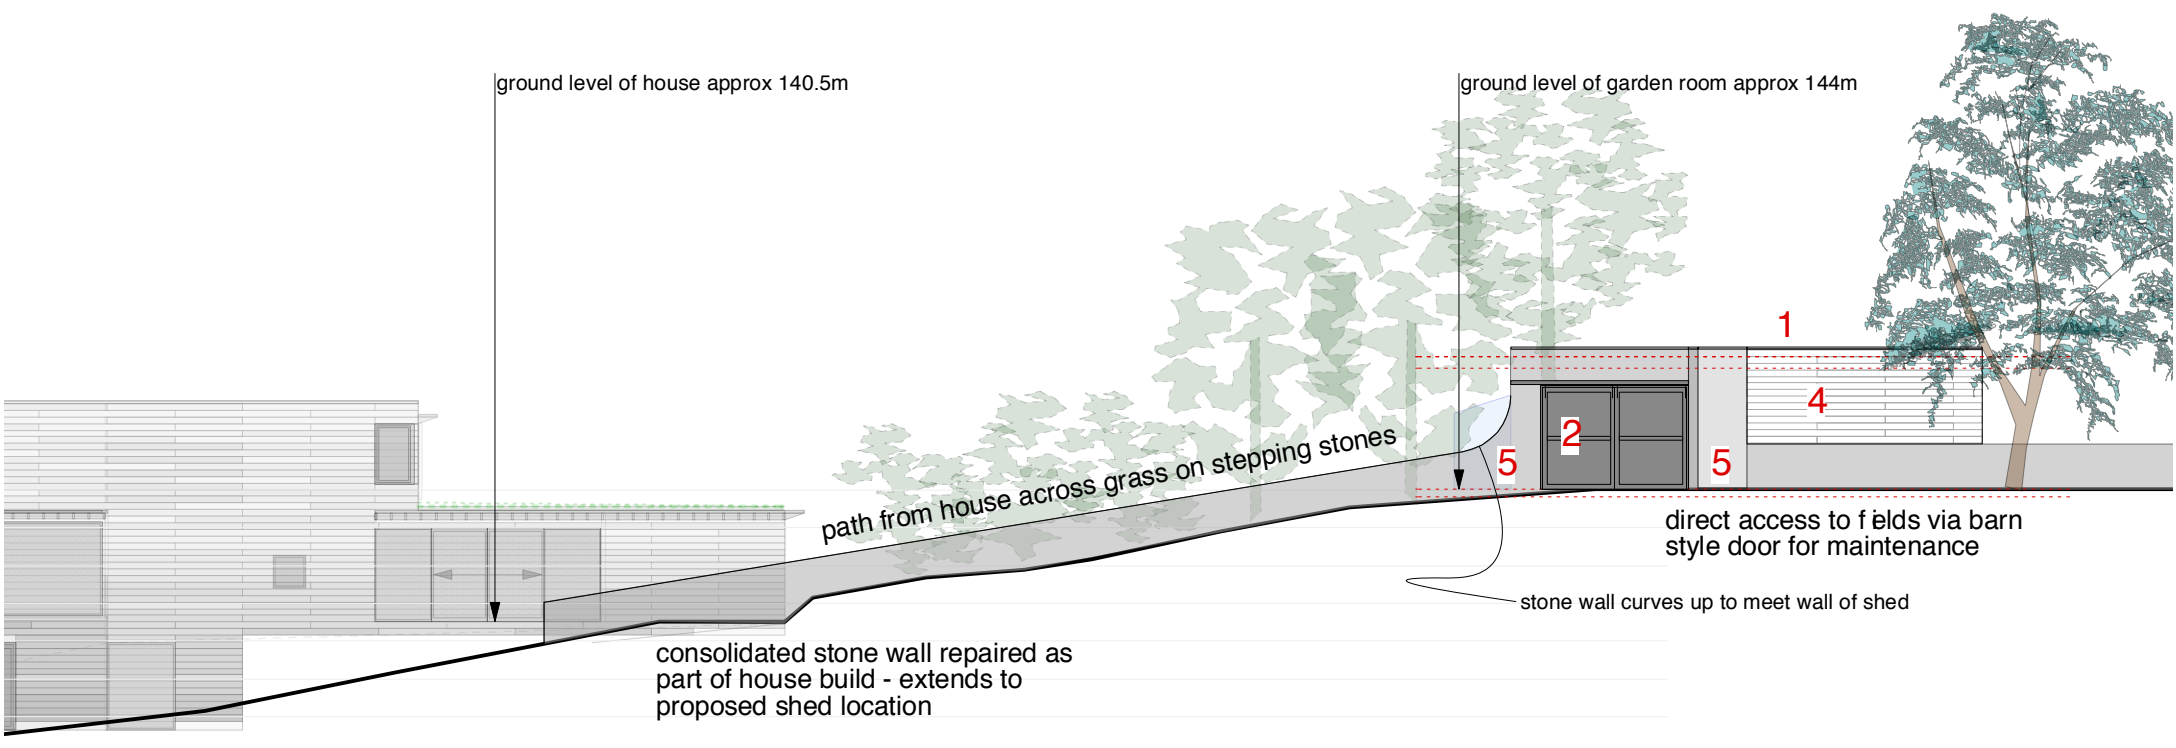 ground level of house approx 140.5m
ground level of garden room approx 144m
1
4
2
5
5
path from house across grass on stepping stones
direct access to fields via barn
style door for maintenance
stone wall curves up to meet wall of shed
consolidated stone wall repaired as
part of house build - extends to
proposed shed location